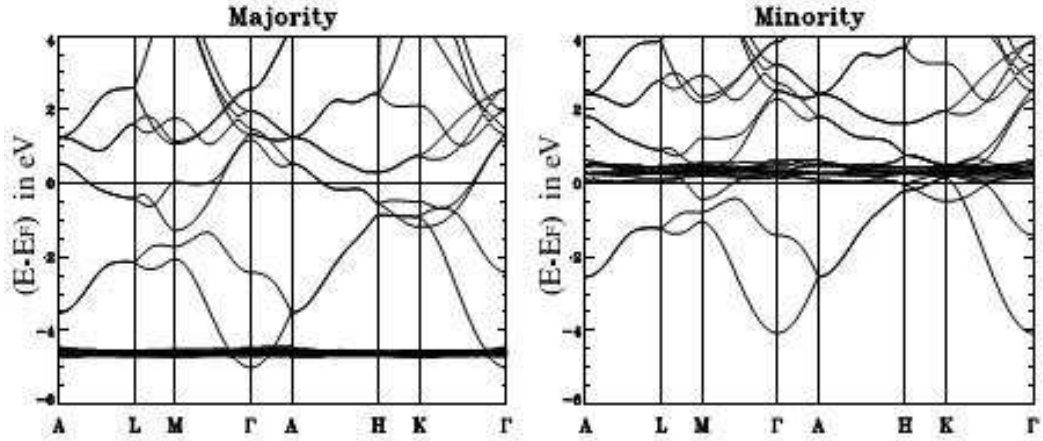 Majority Minority
4 4
2 2
0 0
-2 -2
-4 -4
-6 -6
(E-EF) in eV (E-EF) in eV
A L M Γ A H K Γ A L M Γ A H K Γ